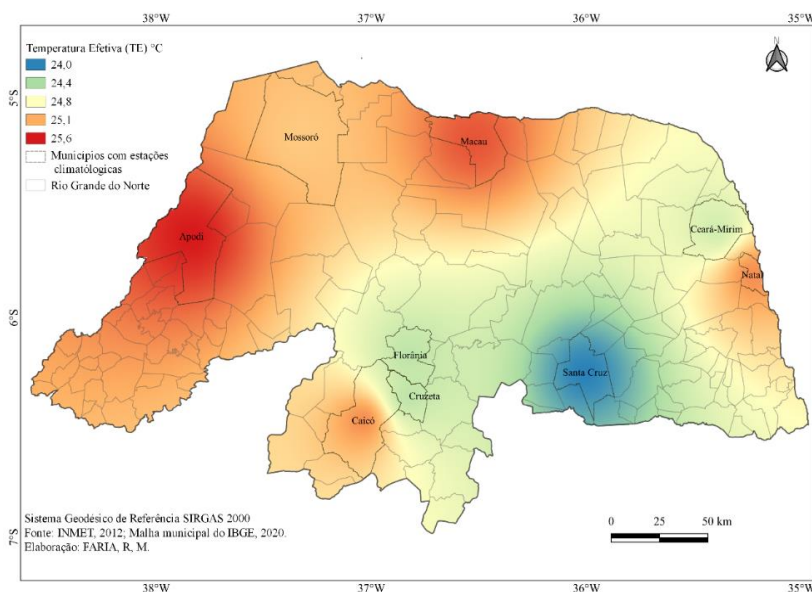 38°W 37°W 36°W 35°W
Temperatura Efetiva (TE) °C
24,0
24,4
24,8
25,1
25,6
Municípios com estações
climatólogicas
Rio Grande do Norte
N
5°S
6°S
7°S
Mossoró
Macau
Apodi
Ceará-Mirim
Natal
Florânia
Santa Cruz
Cruzeta
Caicó
Sistema Geodésico de Referência SIRGAS 2000
Fonte: INMET, 2012; Malha municipal do IBGE, 2020.
Elaboração: FARIA, R, M.
0 25 50 km
38°W 37°W 36°W 35°W